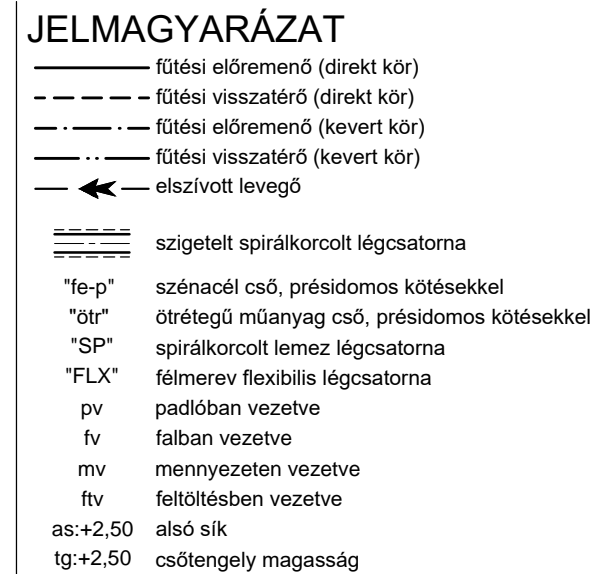 JELMAGYARÁZAT
fűtési előremenő (direkt kör)
fűtési visszatérő (direkt kör)
fűtési előremenő (kevert kör)
fűtési visszatérő (kevert kör)
elszívott levegő
szigetelt spirálkorcolt légcsatorna
"fe-p" szénacél cső, présidomos kötésekkel
"ötr" ötrétegű műanyag cső, présidomos kötésekkel
"SP" spirálkorcolt lemez légcsatorna
"FLX" félmerev flexibilis légcsatorna
pv padlóban vezetve
fv falban vezetve
mv mennyezeten vezetve
ftv feltöltésben vezetve
as:+2,50 alsó sík
tg:+2,50 csőtengely magasság